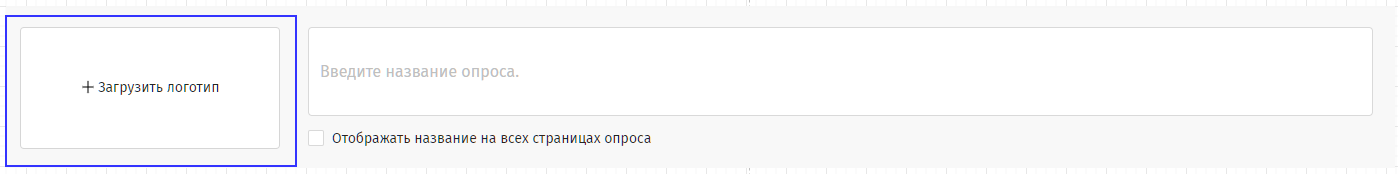 + Загрузить логотип
Введите название опроса.
Отображать название на всех страницах опроса